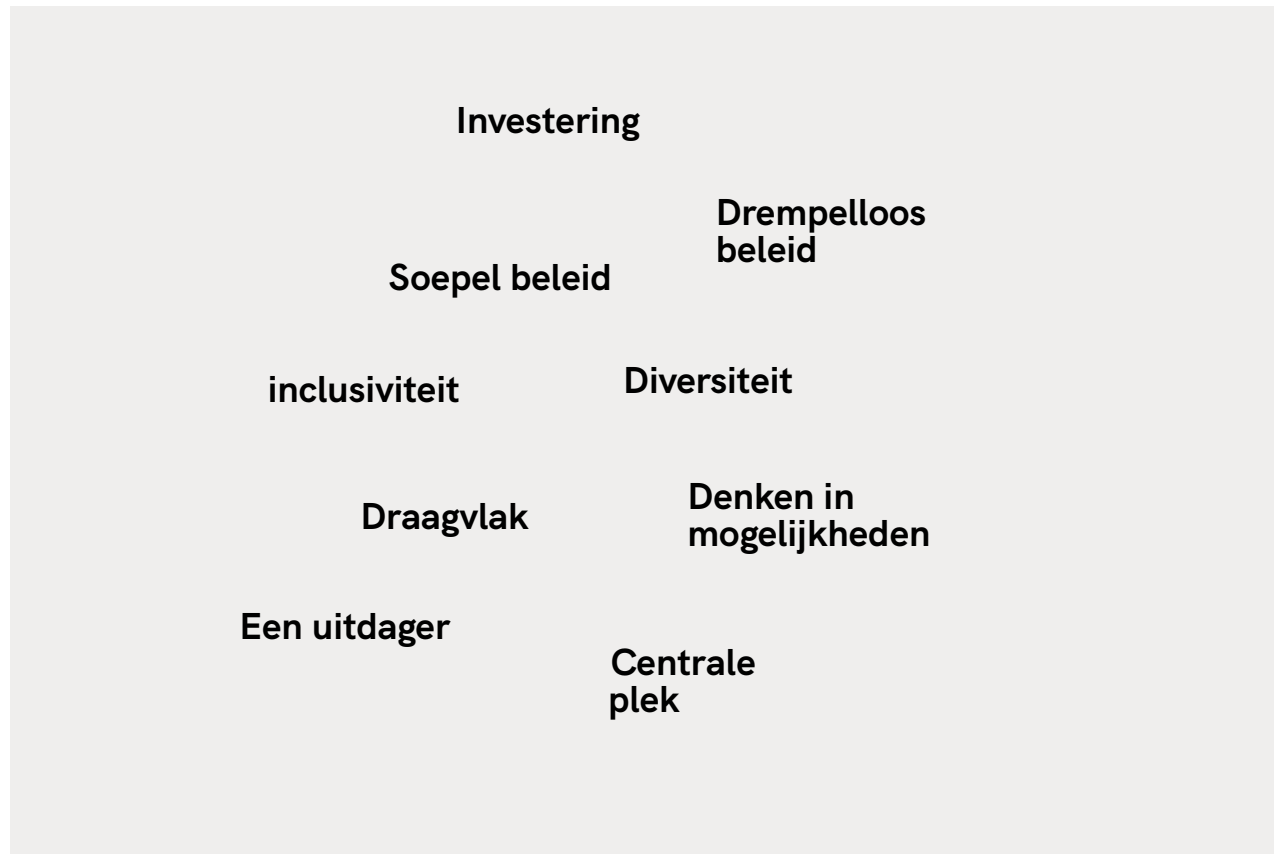 Investering
Drempelloos
beleid
Soepel beleid
inclusiviteit
Diversiteit
Draagvlak
Denken in
mogelijkheden
Een uitdager
Centrale
plek